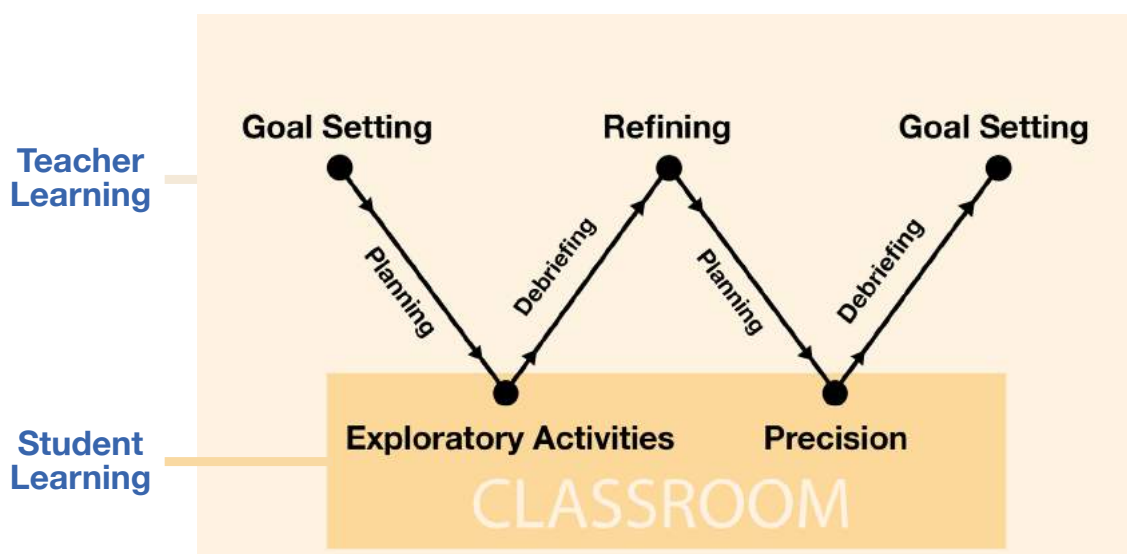 Goal Setting
Refining
Goal Setting
Teacher
Learning
Planning
Debriefing
Planning
Debriefing
Exploratory Activities
Precision
Student
Learning
CLASSROOM